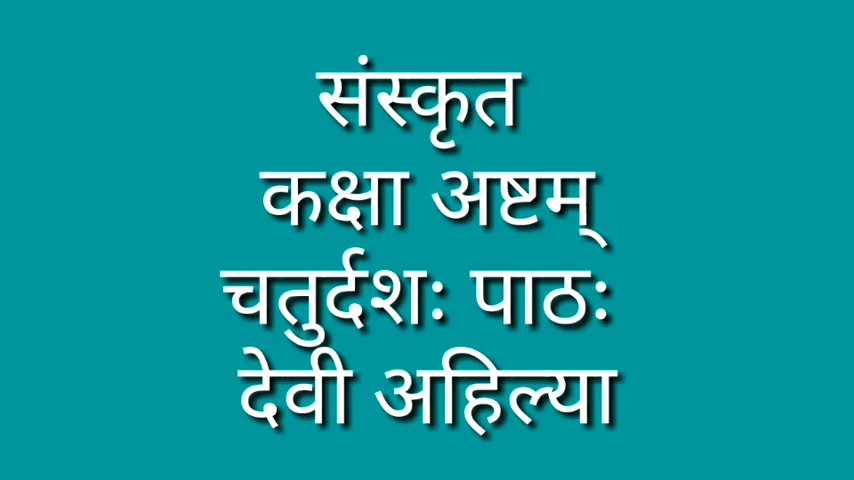 संस्कृत
कक्षा अष्टम्
चतुर्दशः पाठः
देवी अहिल्या